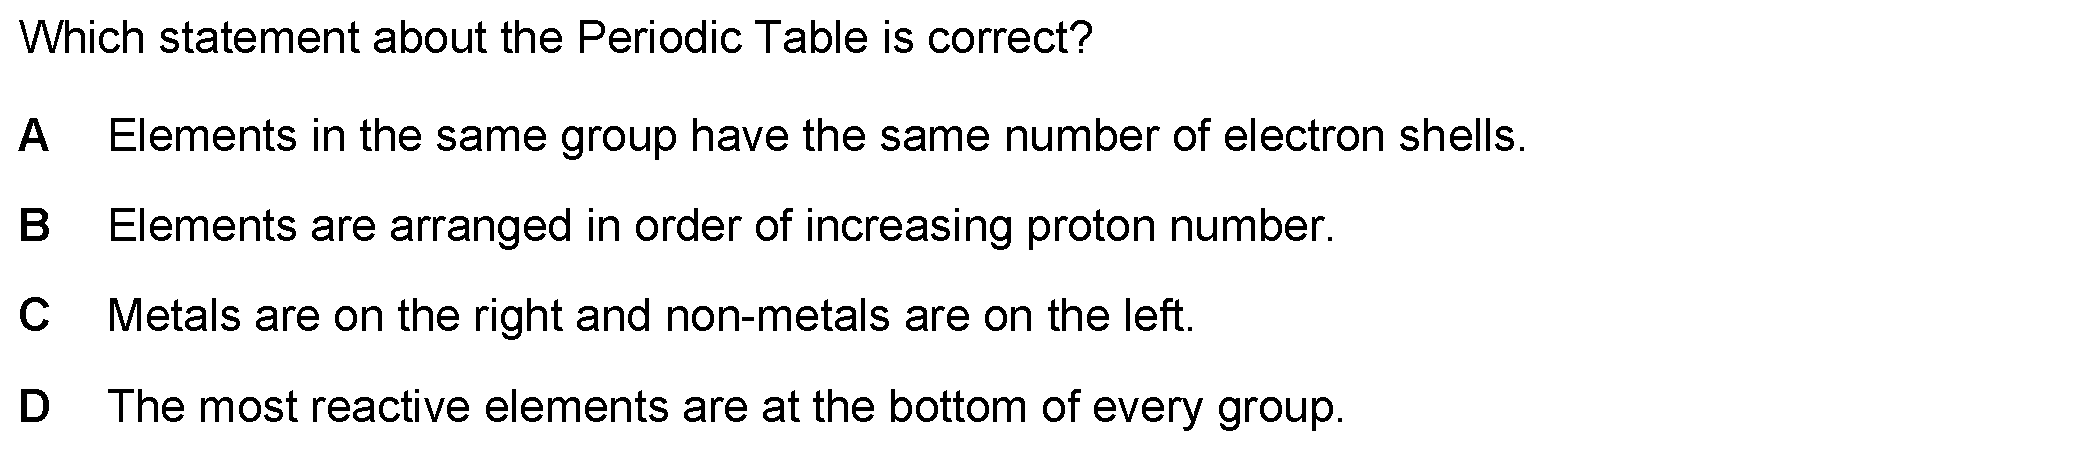 Which statement about the Periodic Table is correct?
A Elements in the same group have the same number of electron shells.
B Elements are arranged in order of increasing proton number.
C Metals are on the right and non-metals are on the left.
D The most reactive elements are at the bottom of every group.